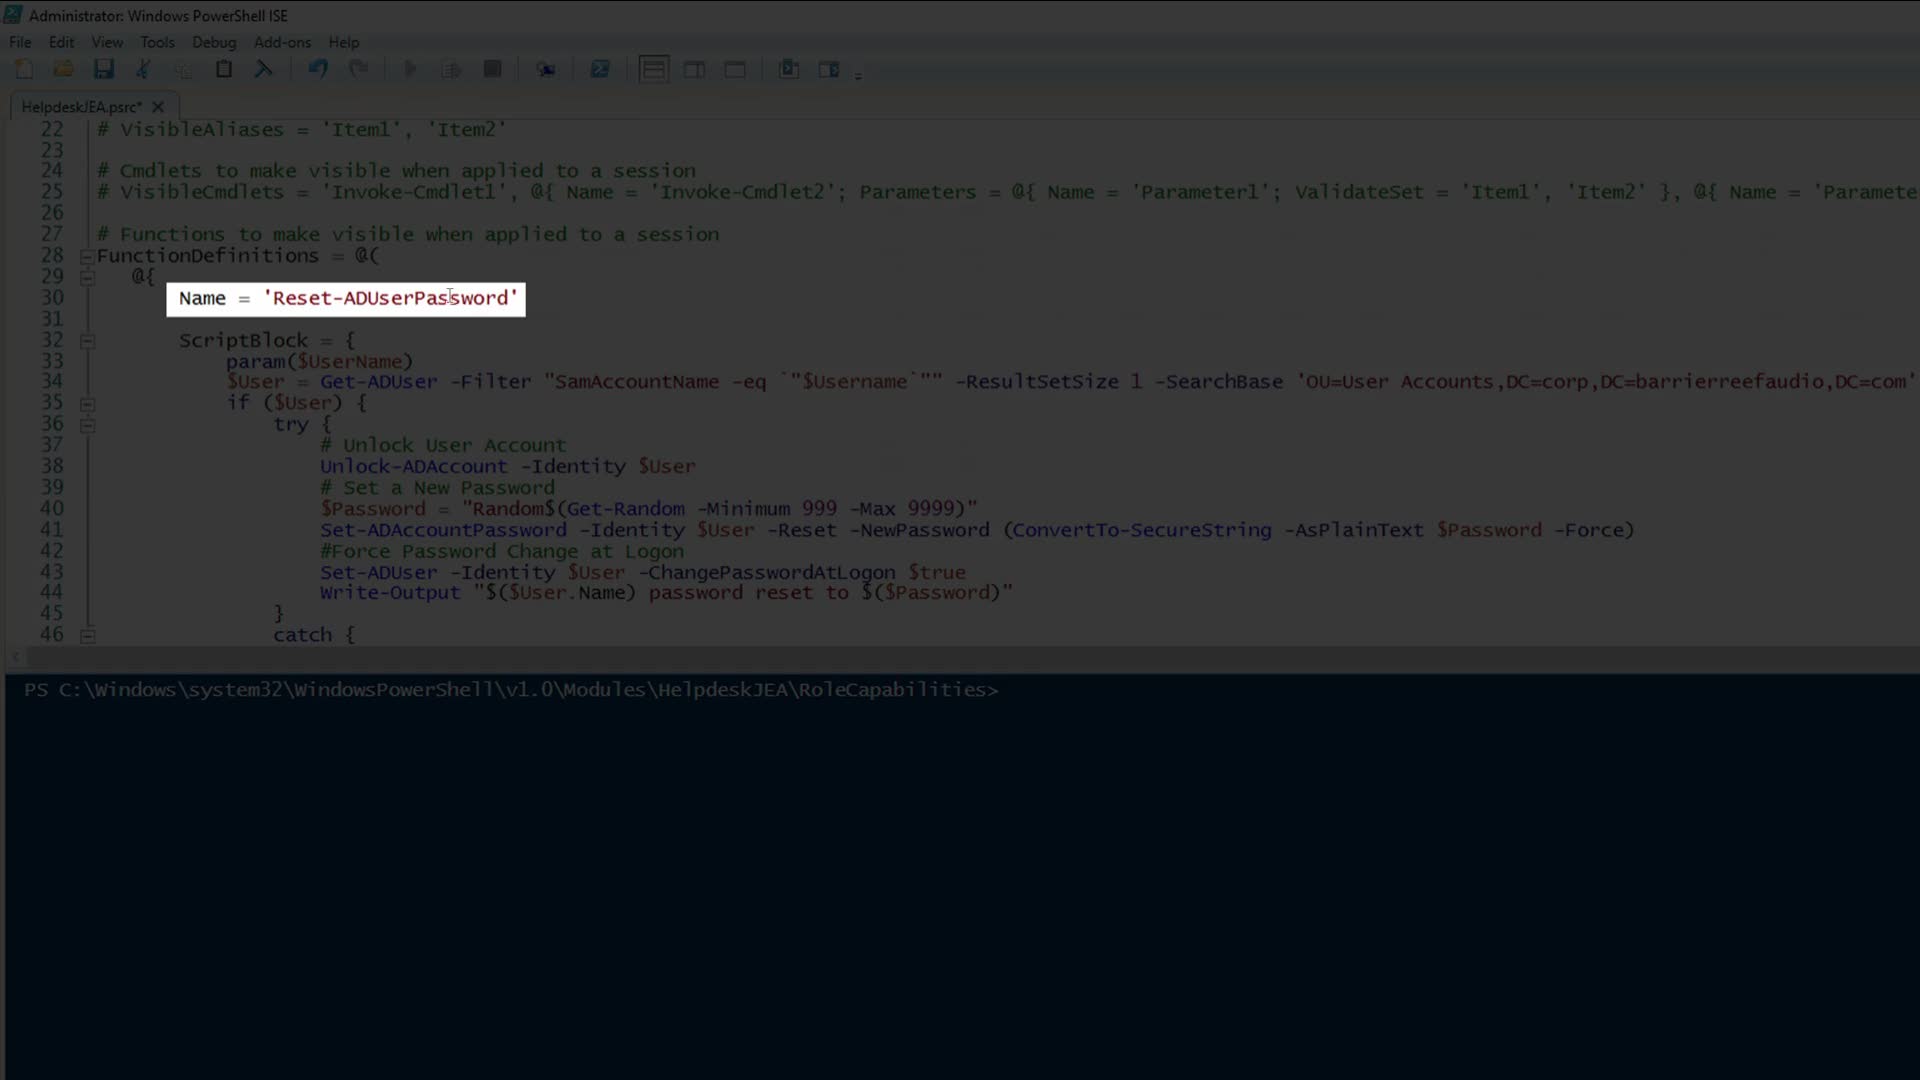 Administrator: Windows PowerShell ISE
File Edit View Tools Debug Add-ons Help
HelpdeskJEA.psrc*
22 # VisibleAliases = 'Item1', 'Item2'
23
24 # Cmdlets to make visible when applied to a session
25 # VisibleCmdlets = 'Invoke-Cmdlet1', @{ Name = 'Invoke-Cmdlet2'; Parameters = @{ Name = 'Parameter1'; ValidateSet = 'Item1', 'Item2' }, @{ Name = 'Paramete
26
27 # Functions to make visible when applied to a session
28 FunctionDefinitions = @(
29 @{
30 Name = 'Reset-ADUserPassword'
31
32 ScriptBlock = {
33 param($UserName)
34 $User = Get-ADUser -Filter "SamAccountName -eq `"$Username`"" -ResultSetSize 1 -SearchBase 'OU=User Accounts,DC=corp,DC=barrierreefaudio,DC=com'
35 if ($User) {
36 try {
37 # Unlock User Account
38 Unlock-ADAccount -Identity $User
39 # Set a New Password
40 $Password = "Random$(Get-Random -Minimum 999 -Max 9999)"
41 Set-ADAccountPassword -Identity $User -Reset -NewPassword (ConvertTo-SecureString -AsPlainText $Password -Force)
42 #Force Password Change at Logon
43 Set-ADUser -Identity $User -ChangePasswordAtLogon $true
44 Write-Output "$($User.Name) password reset to $($Password)"
45 }
46 catch {
PS C:\Windows\system32\WindowsPowerShell\v1.0\Modules\HelpdeskJEA\RoleCapabilities>